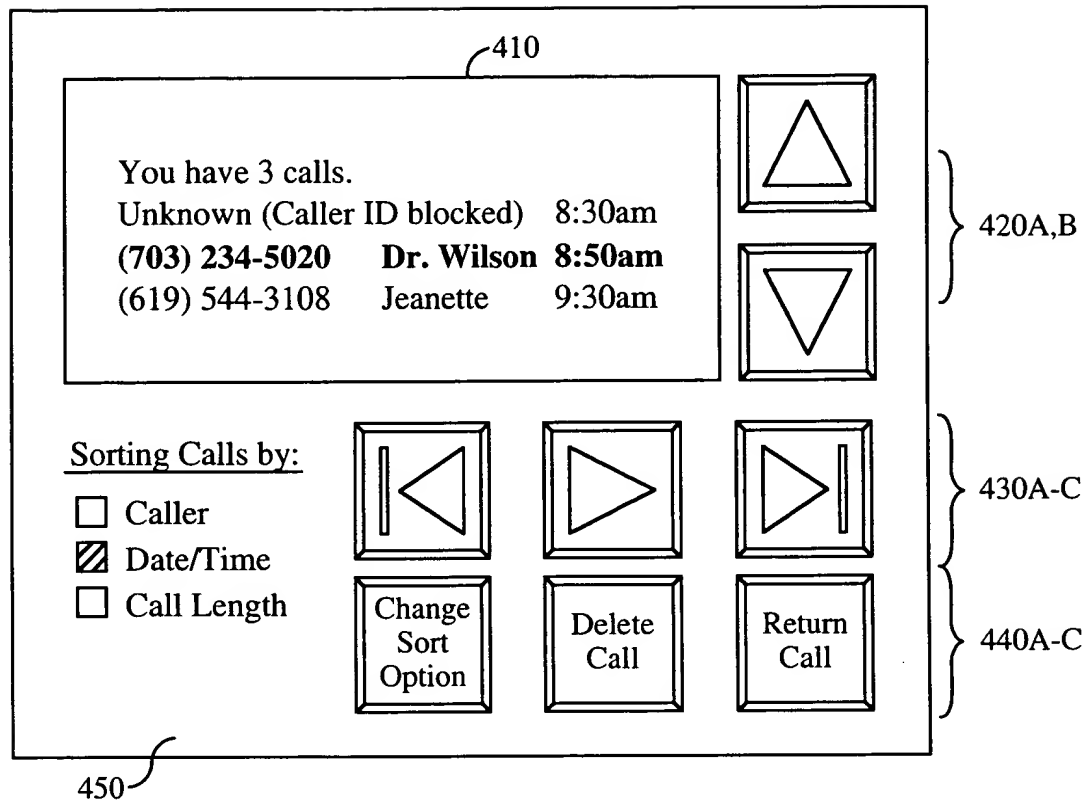 410
You have 3 calls.
Unknown (Caller ID blocked) 8:30am
(703) 234-5020 Dr. Wilson 8:50am
(619) 544-3108 Jeanette 9:30am
420A,B
Sorting Calls by:
Caller
Date/Time
Call Length
430A-C
Change
Sort
Option
Delete
Call
Return
Call
440A-C
450